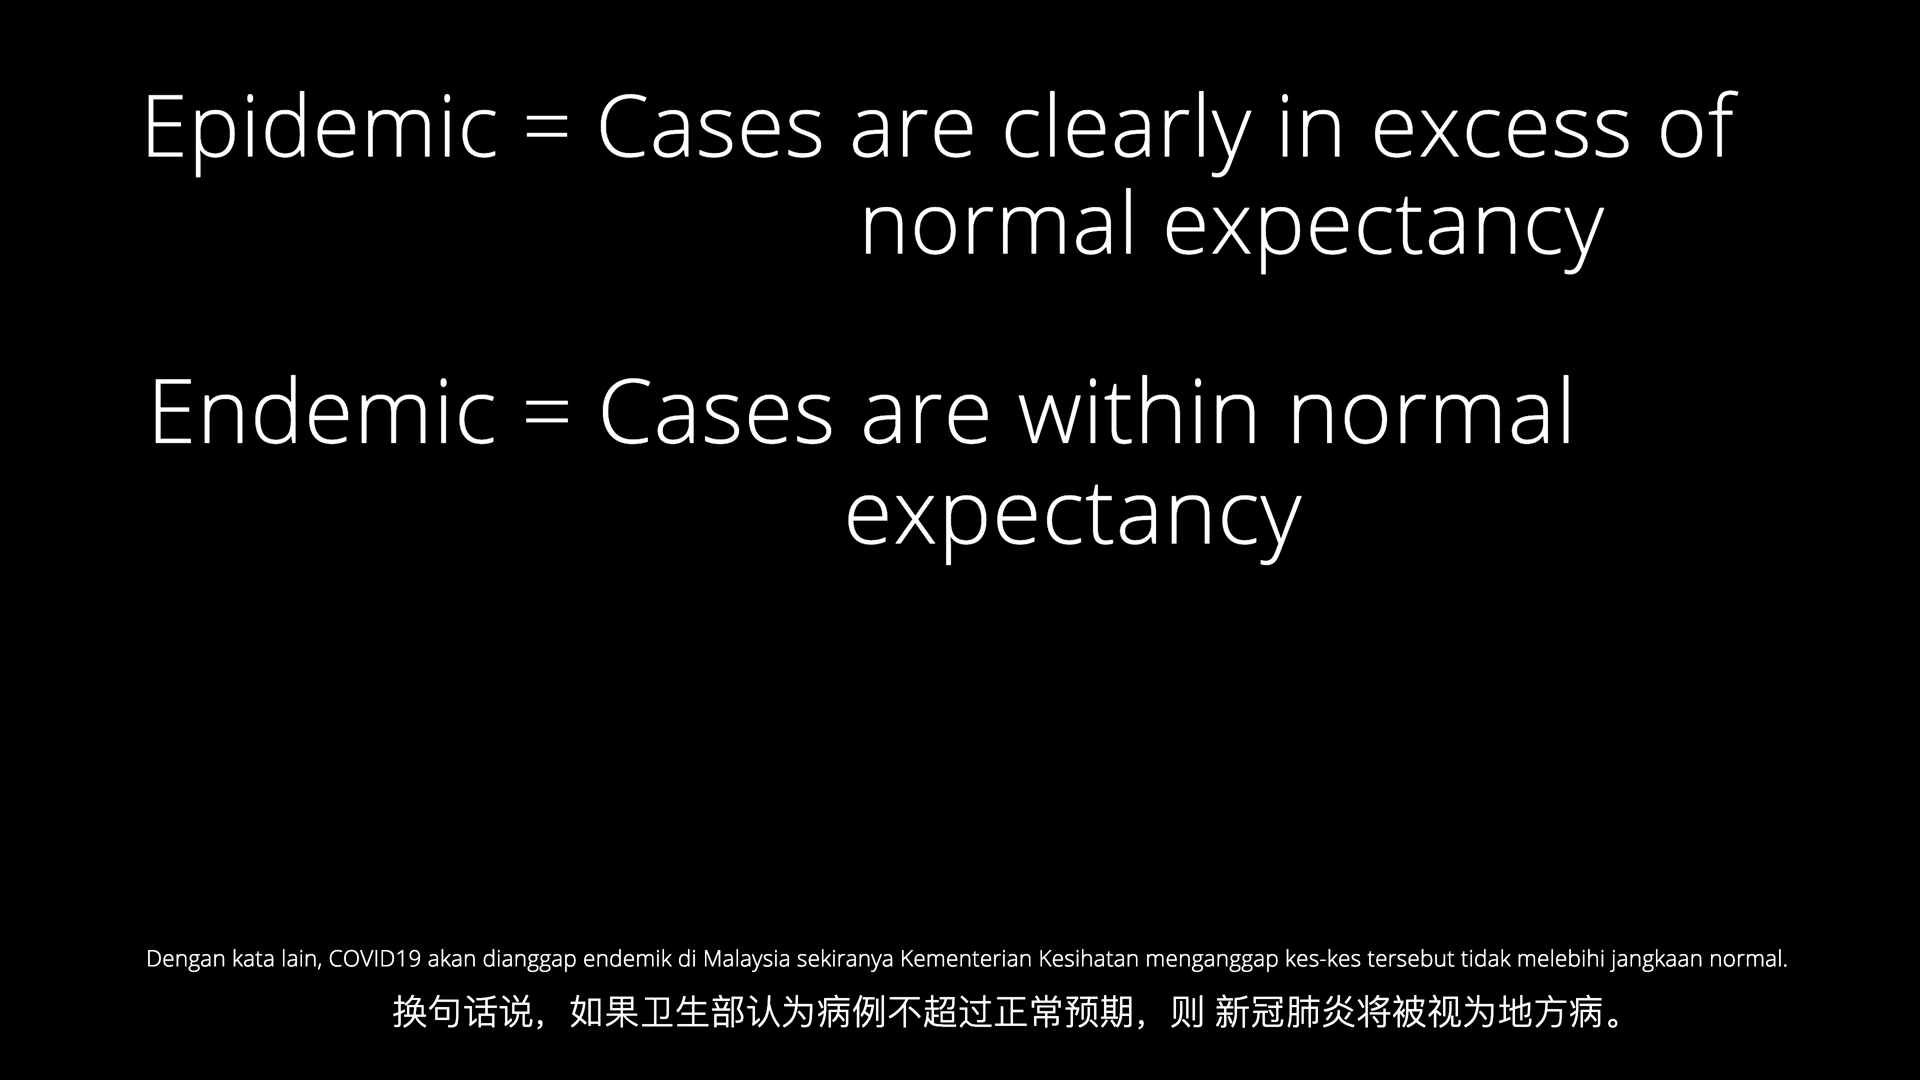 Epidemic = Cases are clearly in excess of
normal expectancy
Endemic = Cases are within normal
expectancy
Dengan kata lain, COVID19 akan dianggap endemik di Malaysia sekiranya Kementerian Kesihatan menganggap kes-kes tersebut tidak melebihi jangkaan normal.
换句话说，如果卫生部认为病例不超过正常预期，则 新冠肺炎将被视为地方病。